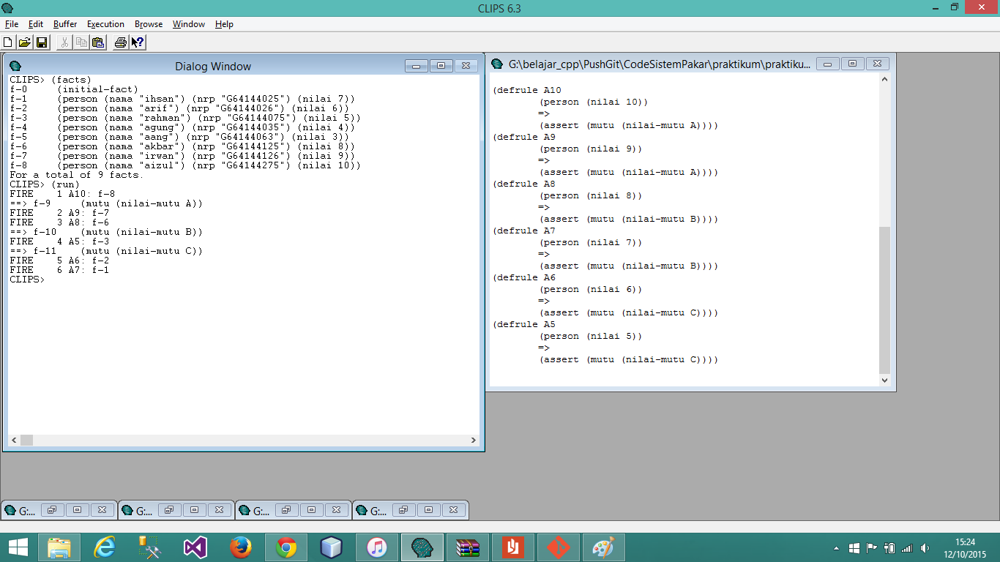 CLIPS 6.3
File Edit Buffer Execution Browse Window Help
Dialog Window
CLIPS> (facts)
f-0     (initial-fact)
f-1     (person (nama "ihsan") (nrp "G64144025") (nilai 7))
f-2     (person (nama "arif") (nrp "G64144026") (nilai 6))
f-3     (person (nama "rahman") (nrp "G64144075") (nilai 5))
f-4     (person (nama "agung") (nrp "G64144035") (nilai 4))
f-5     (person (nama "aang") (nrp "G64144063") (nilai 3))
f-6     (person (nama "akbar") (nrp "G64144125") (nilai 8))
f-7     (person (nama "irwan") (nrp "G64144126") (nilai 9))
f-8     (person (nama "aizul") (nrp "G64144275") (nilai 10))
For a total of 9 facts.
CLIPS> (run)
FIRE    1 A10: f-8
==> f-9     (mutu (nilai-mutu A))
FIRE    2 A9: f-7
FIRE    3 A8: f-6
==> f-10    (mutu (nilai-mutu B))
FIRE    4 A5: f-3
==> f-11    (mutu (nilai-mutu C))
FIRE    5 A6: f-2
FIRE    6 A7: f-1
CLIPS>
G:\belajar_cpp\PushGit\CodeSistemPakar\praktikum\praktiku...
(defrule A10
(person (nilai 10))
=>
(assert (mutu (nilai-mutu A))))
(defrule A9
(person (nilai 9))
=>
(assert (mutu (nilai-mutu A))))
(defrule A8
(person (nilai 8))
=>
(assert (mutu (nilai-mutu B))))
(defrule A7
(person (nilai 7))
=>
(assert (mutu (nilai-mutu B))))
(defrule A6
(person (nilai 6))
=>
(assert (mutu (nilai-mutu C))))
(defrule A5
(person (nilai 5))
=>
(assert (mutu (nilai-mutu C))))
G:... G:... G:... G:...
15:24
12/10/2015